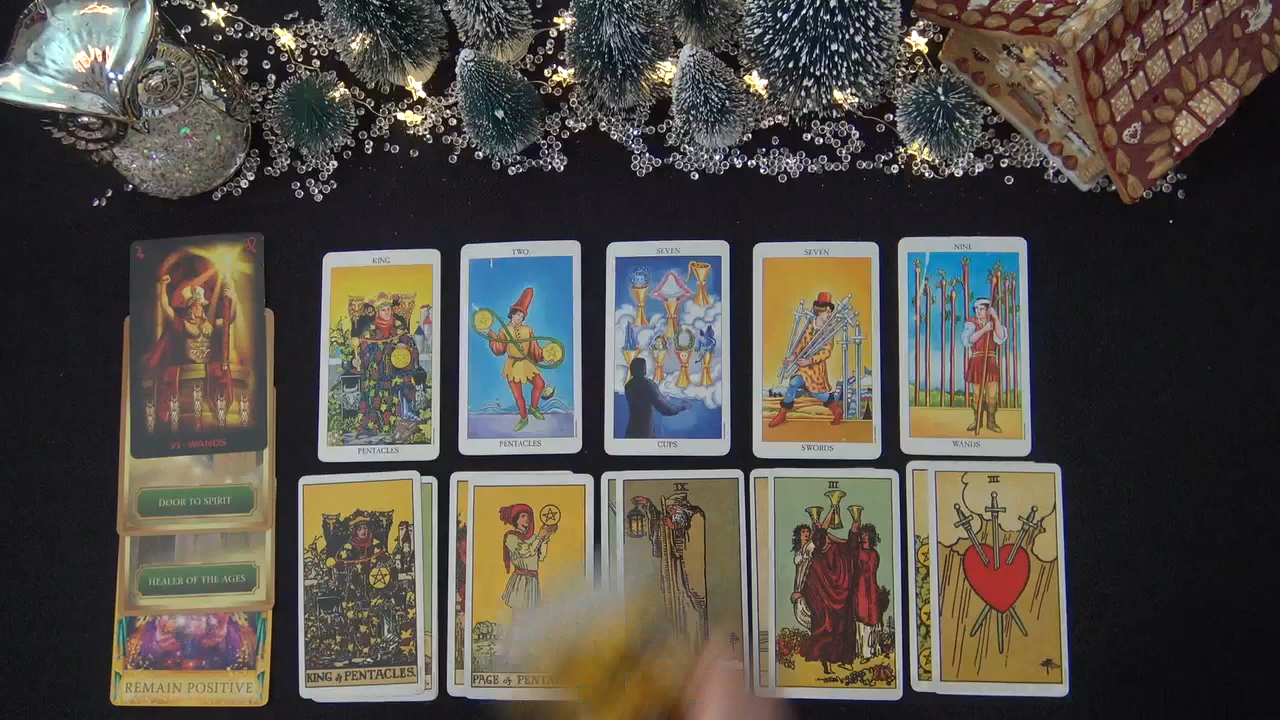 KING
PENTACLES
TWO
PENTACLES
SEVEN
CUPS
SEVEN
SWORDS
NINE
WANDS
VI - WANDS
DOOR TO SPIRIT
HEALER OF THE AGES
REMAIN POSITIVE
KING of PENTACLES.
PAGE of
IX
III
III